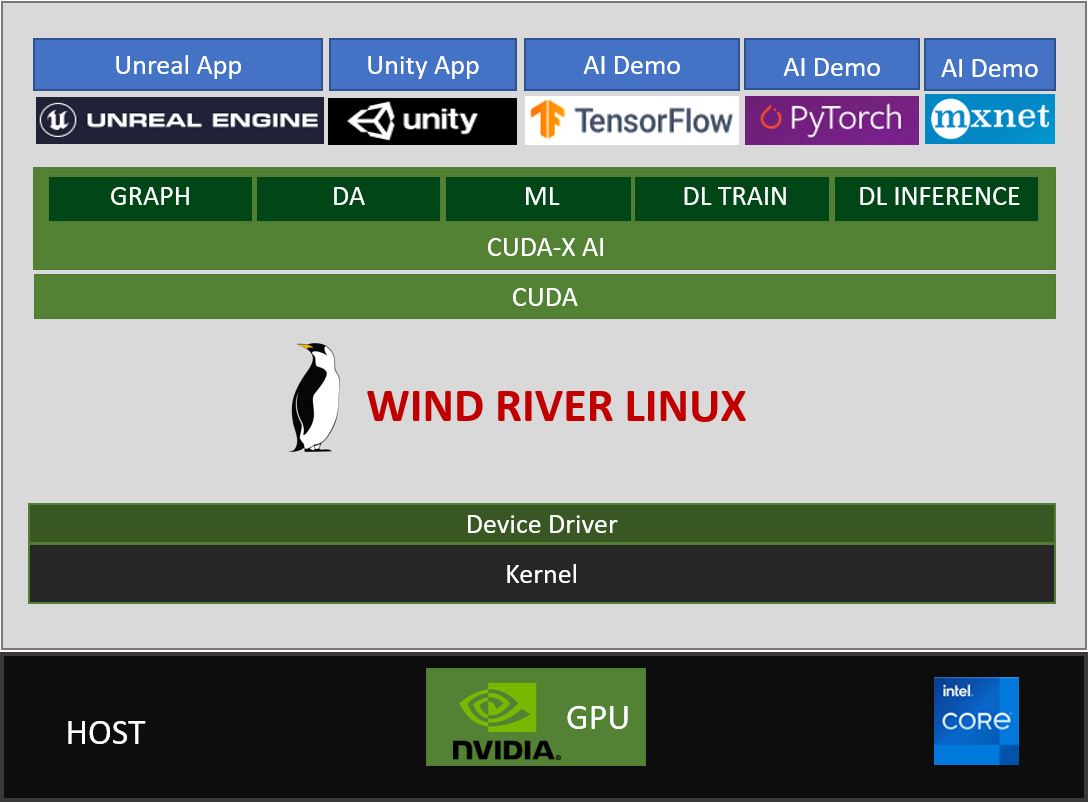 Unreal App
Unity App
AI Demo
AI Demo
AI Demo
UNREAL ENGINE
unity
TensorFlow
PyTorch
mxnet
GRAPH
DA
ML
DL TRAIN
DL INFERENCE
CUDA-X AI
CUDA
WIND RIVER LINUX
Device Driver
Kernel
HOST
NVIDIA.
GPU
intel.
CORE